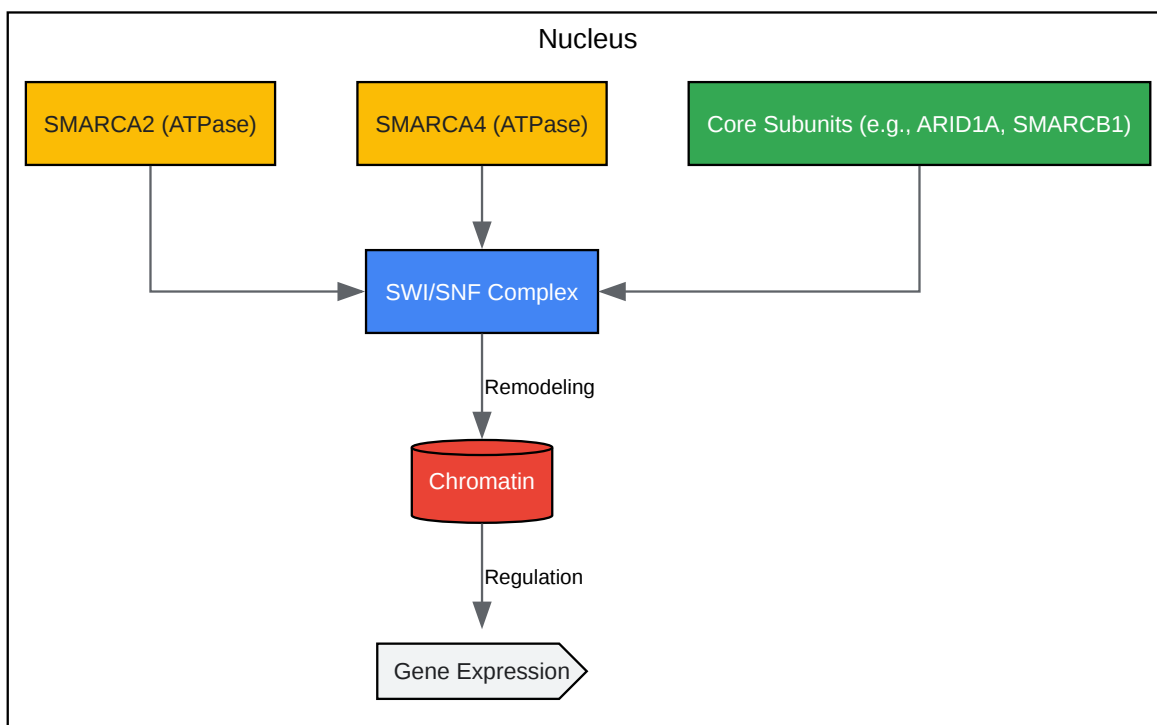 Nucleus
SMARCA2 (ATPase)
SMARCA4 (ATPase)
Core Subunits (e.g., ARID1A, SMARCB1)
SWI/SNF Complex
Remodeling
Chromatin
Regulation
Gene Expression